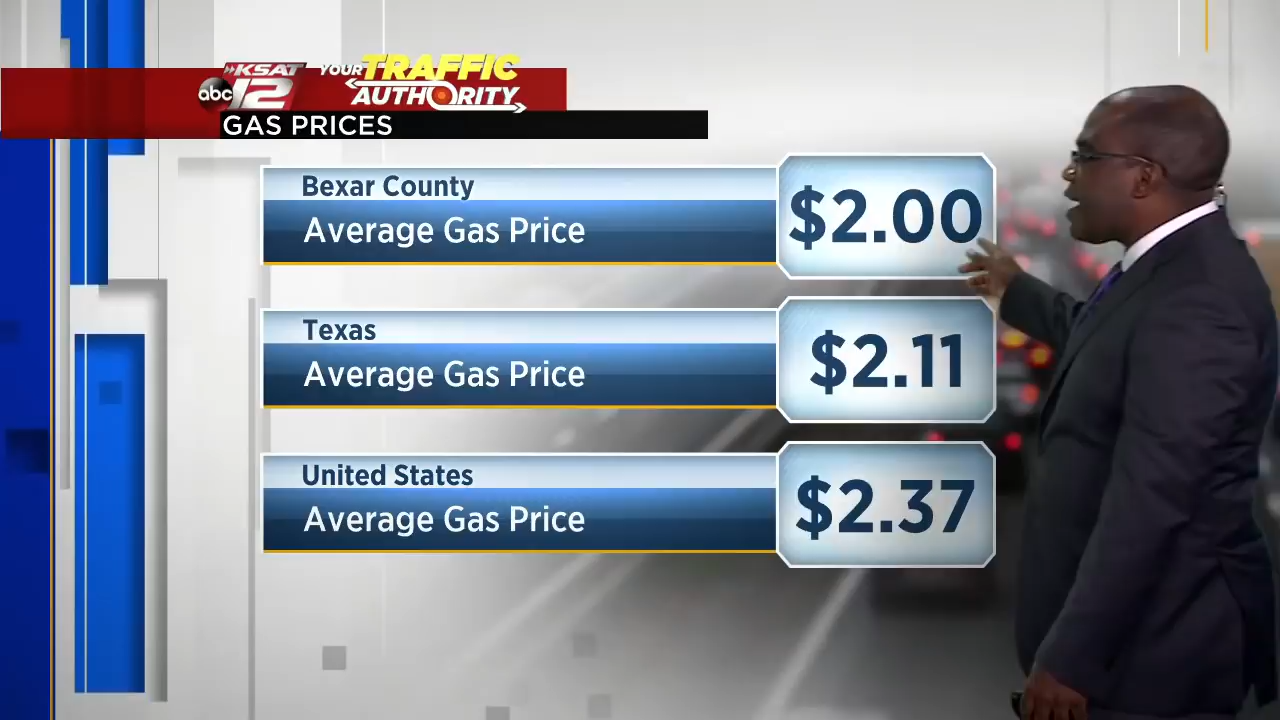 »KSAT
abc 12
YOUR TRAFFIC
AUTHORITY
GAS PRICES
Bexar County
Average Gas Price
$2.00
Texas
Average Gas Price
$2.11
United States
Average Gas Price
$2.37